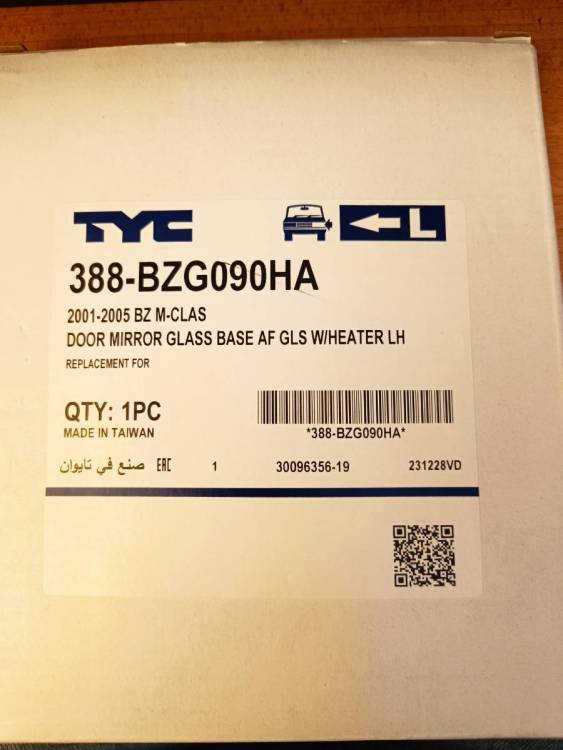 TYC L
388-BZG090HA
2001-2005 BZ M-CLAS
DOOR MIRROR GLASS BASE AF GLS W/HEATER LH
REPLACEMENT FOR
QTY: 1PC
MADE IN TAIWAN
*388-BZG090HA*
صنع في تايوان EAC 1 30096356-19 231228VD